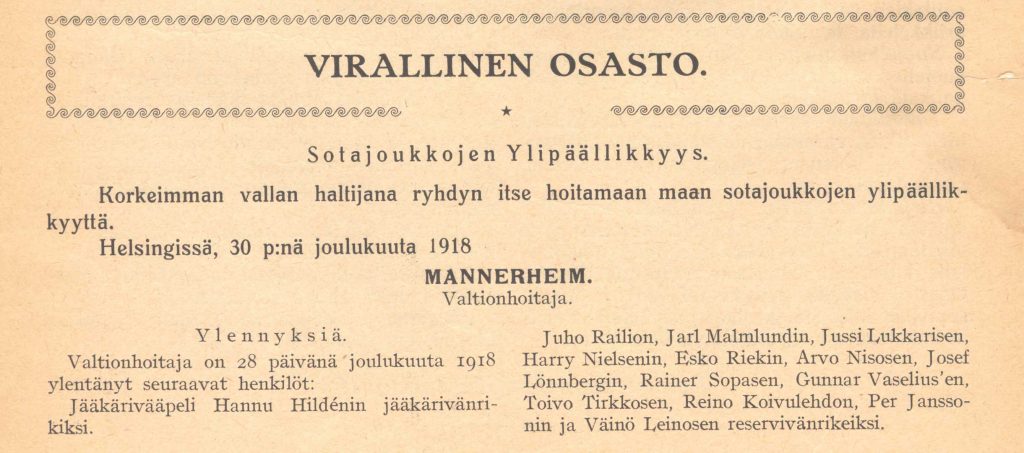 VIRALLINEN OSASTO.
Sotajoukkojen Ylipäällikkyys.
Korkeimman vallan haltijana ryhdyn itse hoitamaan maan sotajoukkojen ylipäällik-
kyyttä.
Helsingissä, 30 p:nä joulukuuta 1918
MANNERHEIM.
Valtionhoitaja.
Ylennyksiä.
Valtionhoitaja on 28 päivänä joulukuuta 1918
ylentänyt seuraavat henkilöt:
Jääkärivääpeli Hannu Hildénin jääkärivänri-
kiksi.
Juho Railion, Jarl Malmlundin, Jussi Lukkarisen,
Harry Nielsenin, Esko Riekin, Arvo Nisosen, Josef
Lönnbergin, Rainer Sopasen, Gunnar Vaselius'en,
Toivo Tirkkosen, Reino Koivulehdon, Per Jansso-
nin ja Väinö Leinosen reservivänrikeiksi.